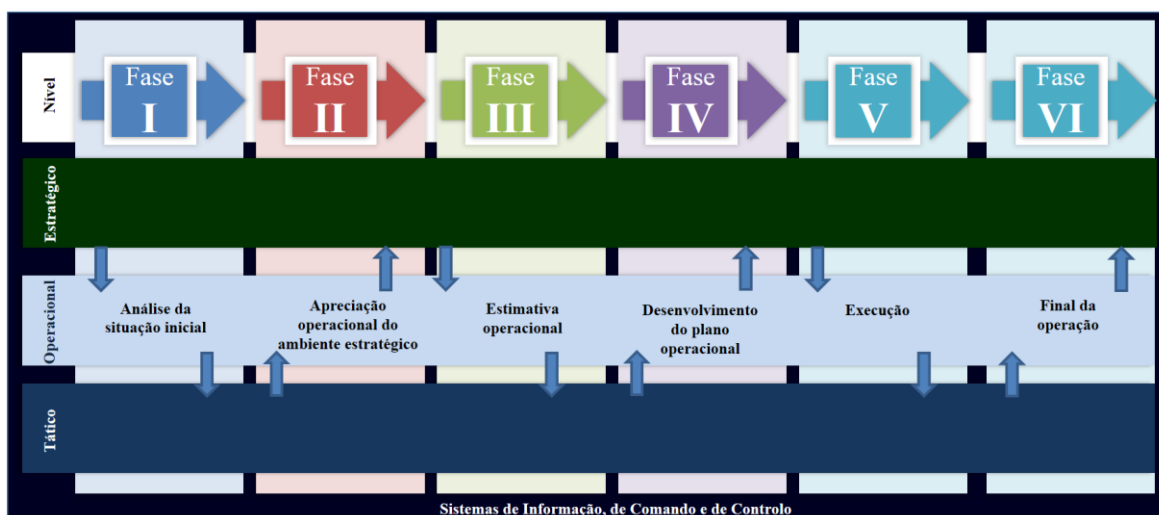 Nível
Fase
I
Fase
II
Fase
III
Fase
IV
Fase
V
Fase
VI
Estratégico
Operacional
Análise da
situação inicial
Apreciação
operacional do
ambiente estratégico
Estimativa
operacional
Desenvolvimento
do plano
operacional
Execução
Final da
operação
Tático
Sistemas de Informação, de Comando e de Controlo